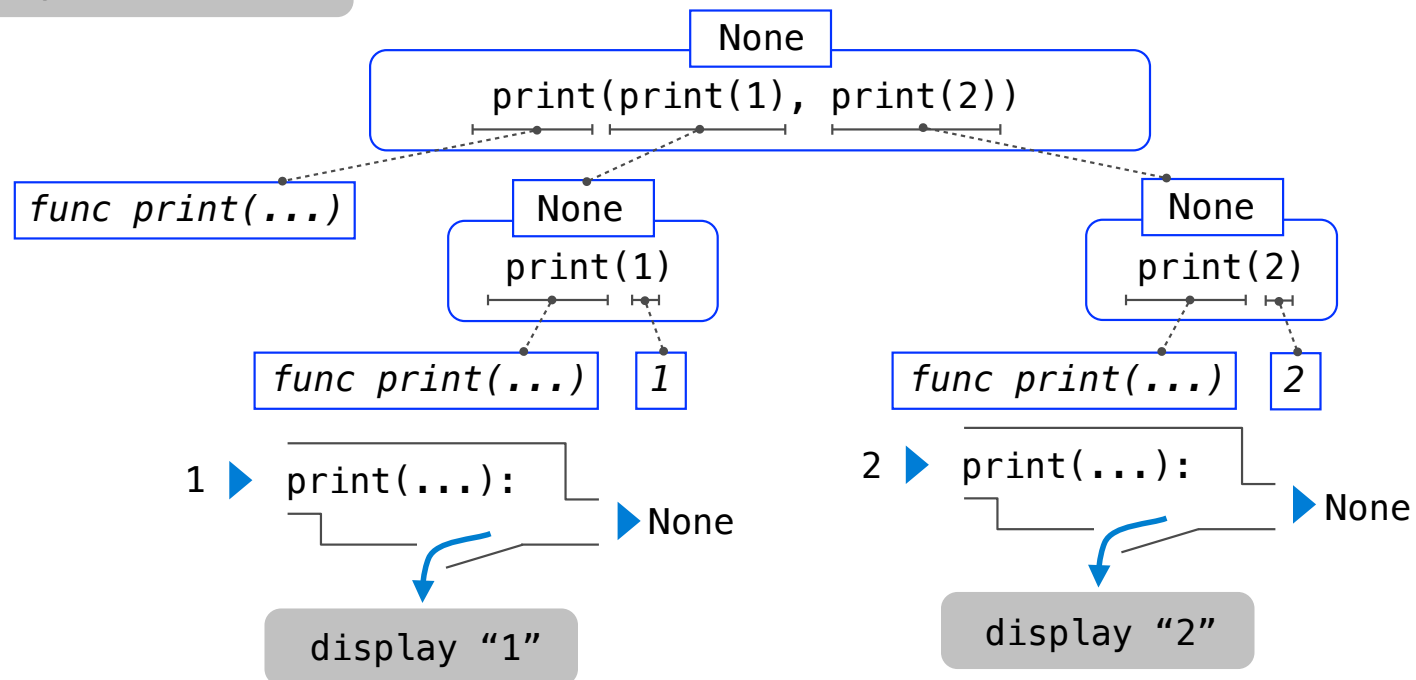 None
print(print(1), print(2))
func print(...)
None
None
print(1)
print(2)
func print(...)
1
func print(...)
2
1
print(...):
None
2
print(...):
None
display “1”
display “2”